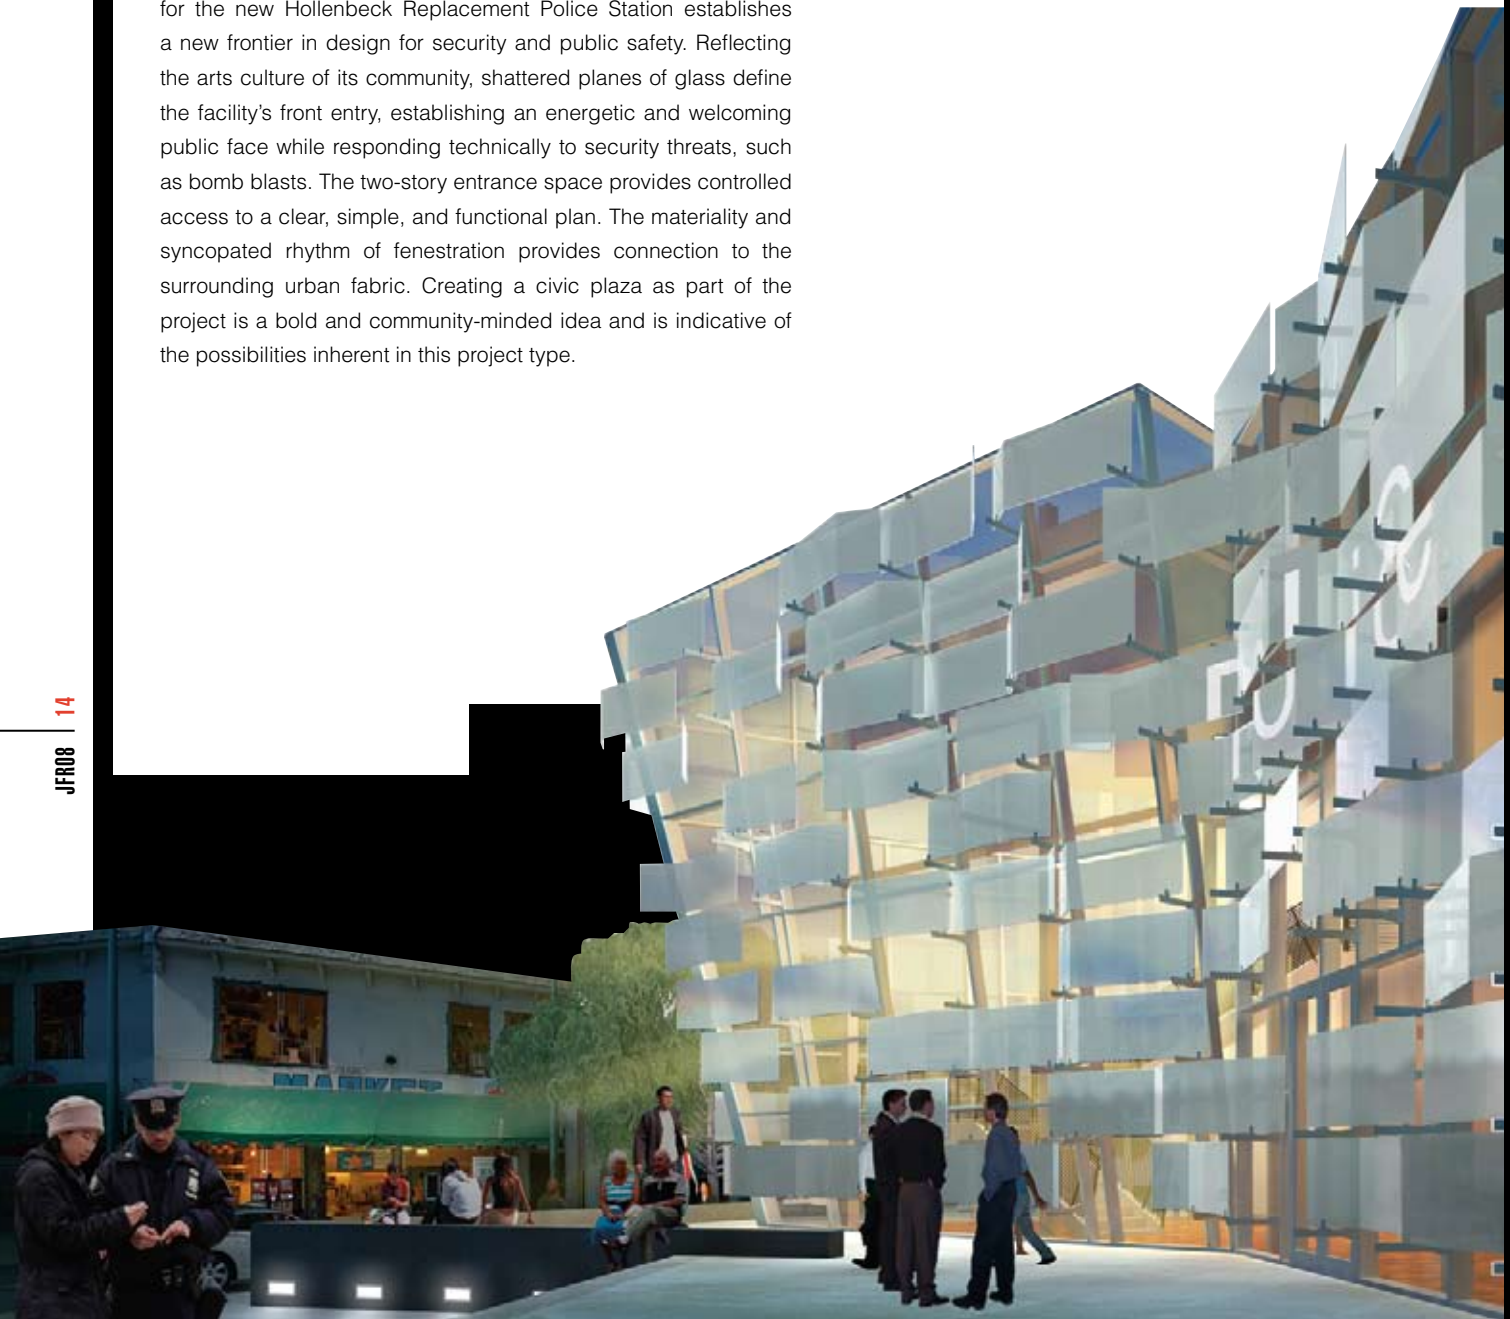 for the new Hollenbeck Replacement Police Station establishes
a new frontier in design for security and public safety. Reflecting
the arts culture of its community, shattered planes of glass define
the facility’s front entry, establishing an energetic and welcoming
public face while responding technically to security threats, such
as bomb blasts. The two-story entrance space provides controlled
access to a clear, simple, and functional plan. The materiality and
syncopated rhythm of fenestration provides connection to the
surrounding urban fabric. Creating a civic plaza as part of the
project is a bold and community-minded idea and is indicative of
the possibilities inherent in this project type.
JFR08 14
MARKET